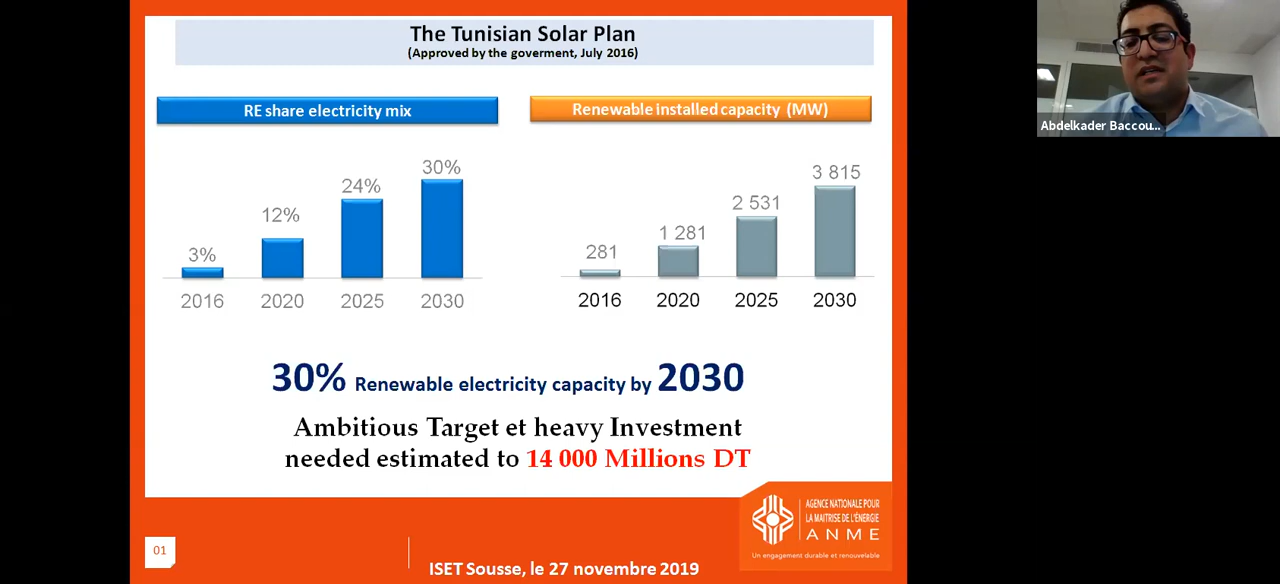 The Tunisian Solar Plan
(Approved by the goverment, July 2016)
RE share electricity mix
3%
12%
24%
30%
2016
2020
2025
2030
Renewable installed capacity (MW)
281
1 281
2 531
3 815
2016
2020
2025
2030
30% Renewable electricity capacity by 2030
Ambitious Target et heavy Investment
needed estimated to 14 000 Millions DT
AGENCE NATIONALE POUR
LA MAITRISE DE L'ÉNERGIE
ANME
Un engagement durable et renouvelable
01
ISET Sousse, le 27 novembre 2019
Abdelkader Baccou...